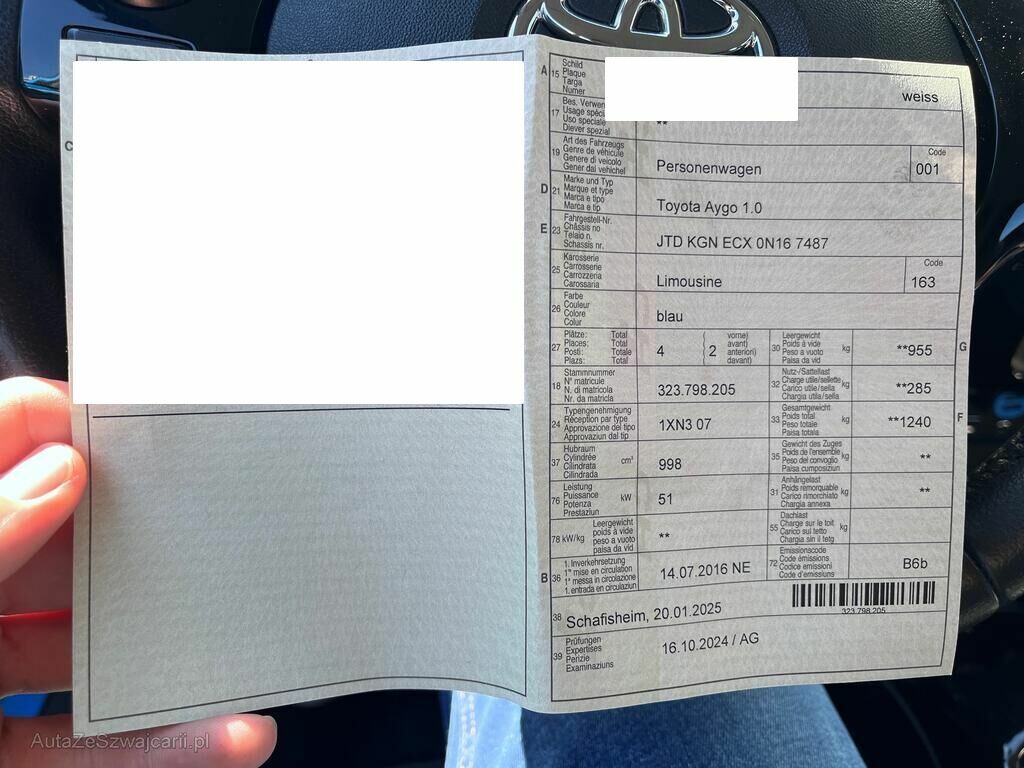 C
A 15 Schild
Plaque
Targa
Numer
weiss
17 Bes. Verwen
Usage spéci
Uso speciale
Diever spezial
**
19 Art des Fahrzeugs
Genre de véhicule
Genere di veicolo
Gener dal vehichel
Personenwagen
Code
001
D 21 Marke und Typ
Marque et type
Marca e tipo
Marca e tip
Toyota Aygo 1.0
E 23 Fahrgestell-Nr.
Châssis no
Telaio n.
Schassis nr.
JTD KGN ECX 0N16 7487
25 Karosserie
Carrosserie
Carrozzeria
Carossaria
Limousine
Code
163
26 Farbe
Couleur
Colore
Colur
blau
27 Plätze: Total
Places: Total
Posti: Totale
Plazs: Total
4 ( 2 vorne)
avant)
anteriori)
davant)
30 Leergewicht
Poids à vide
Peso a vuoto
Paisa da vid
kg
**955
G
18 Stammnummer
N° matricule
N. di matricola
Nr. da matricla
323.798.205
32 Nutz-/Sattellast
Charge utile/sellette
Carico utile/sella
Chargia utila/sella
kg
**285
24 Typengenehmigung
Réception par type
Approvazione del tipo
Approvaziun dal tip
1XN3 07
33 Gesamtgewicht
Poids total
Peso totale
Paisa totala
kg
**1240
F
37 Hubraum
Cylindrée
Cilindrata
Cilindrada
cm³
998
35 Gewicht des Zuges
Poids de l'ensemble
Peso del convoglio
Paisa cumposiziun
kg
**
76 Leistung
Puissance
Potenza
Prestaziun
kW
51
31 Anhängelast
Poids remorquable
Carico rimorchiato
Chargia annexa
kg
**
78 kW/kg Leergewicht
poids à vide
peso a vuoto
paisa da vid
**
55 Dachlast
Charge sur le toit
Carico sul tetto
Chargia sin il tetg
kg
B 36 1. Inverkehrsetzung
1re mise en circulation
1a messa in circolazione
1. entrada en circulaziun
14.07.2016 NE
72 Emissionscode
Code émissions
Codice emissioni
Code d'emissiuns
B6b
38 Schafisheim, 20.01.2025
323.798.205
39 Prüfungen
Expertises
Perizie
Examinaziuns
16.10.2024 / AG
AutaZeSzwajcarii.pl